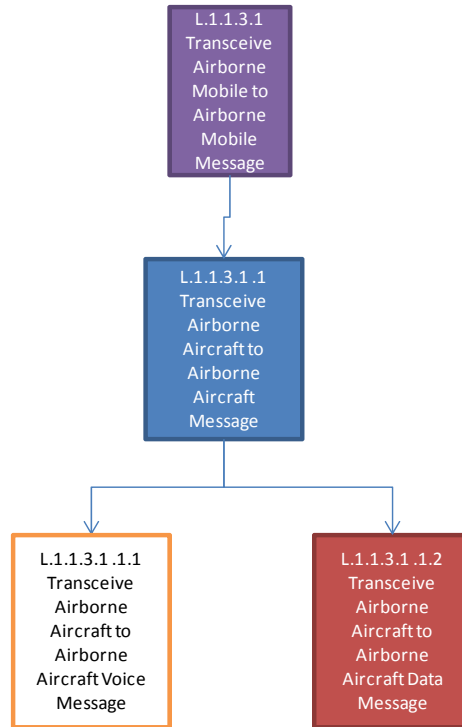 L.1.1.3.1
Transceive
Airborne
Mobile to
Airborne
Mobile
Message
L.1.1.3.1 .1
Transceive
Airborne
Aircraft to
Airborne
Aircraft
Message
L.1.1.3.1 .1.1
Transceive
Airborne
Aircraft to
Airborne
Aircraft Voice
Message
L.1.1.3.1 .1.2
Transceive
Airborne
Aircraft to
Airborne
Aircraft Data
Message